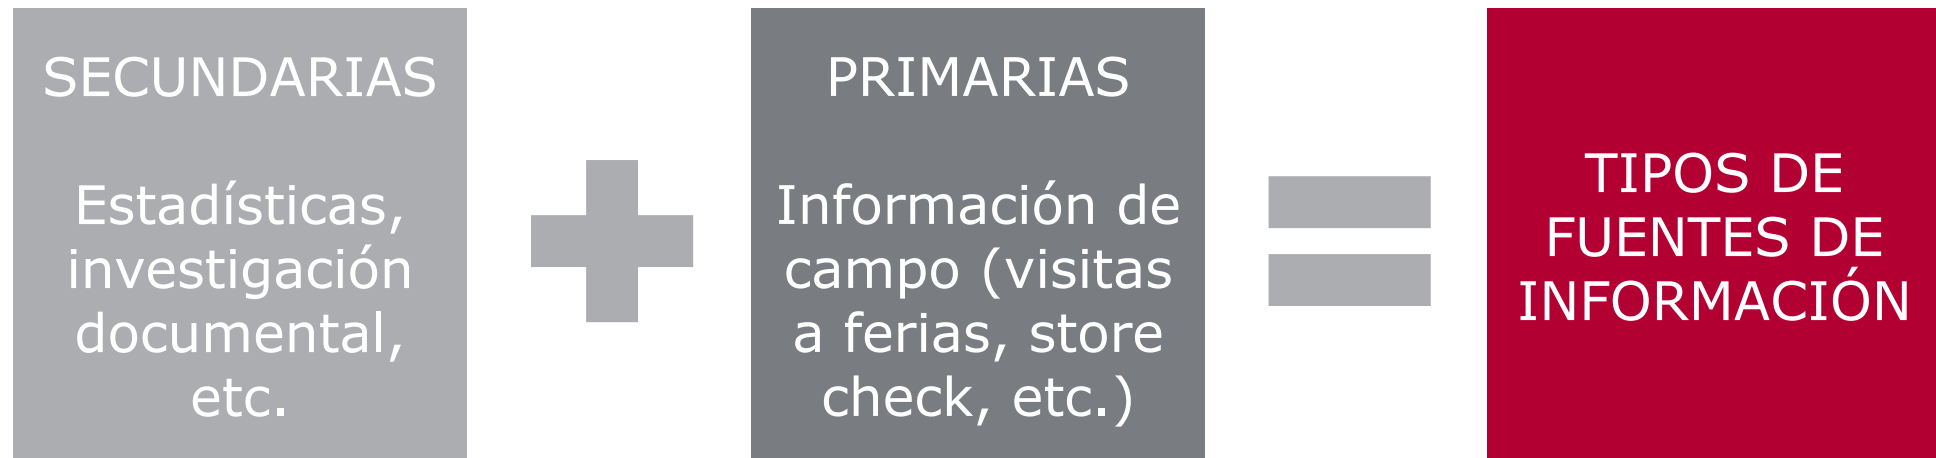 SECUNDARIAS
Estadísticas,
investigación
documental,
etc.
PRIMARIAS
Información de
campo (visitas
a ferias, store
check, etc.)
TIPOS DE
FUENTES DE
INFORMACIÓN